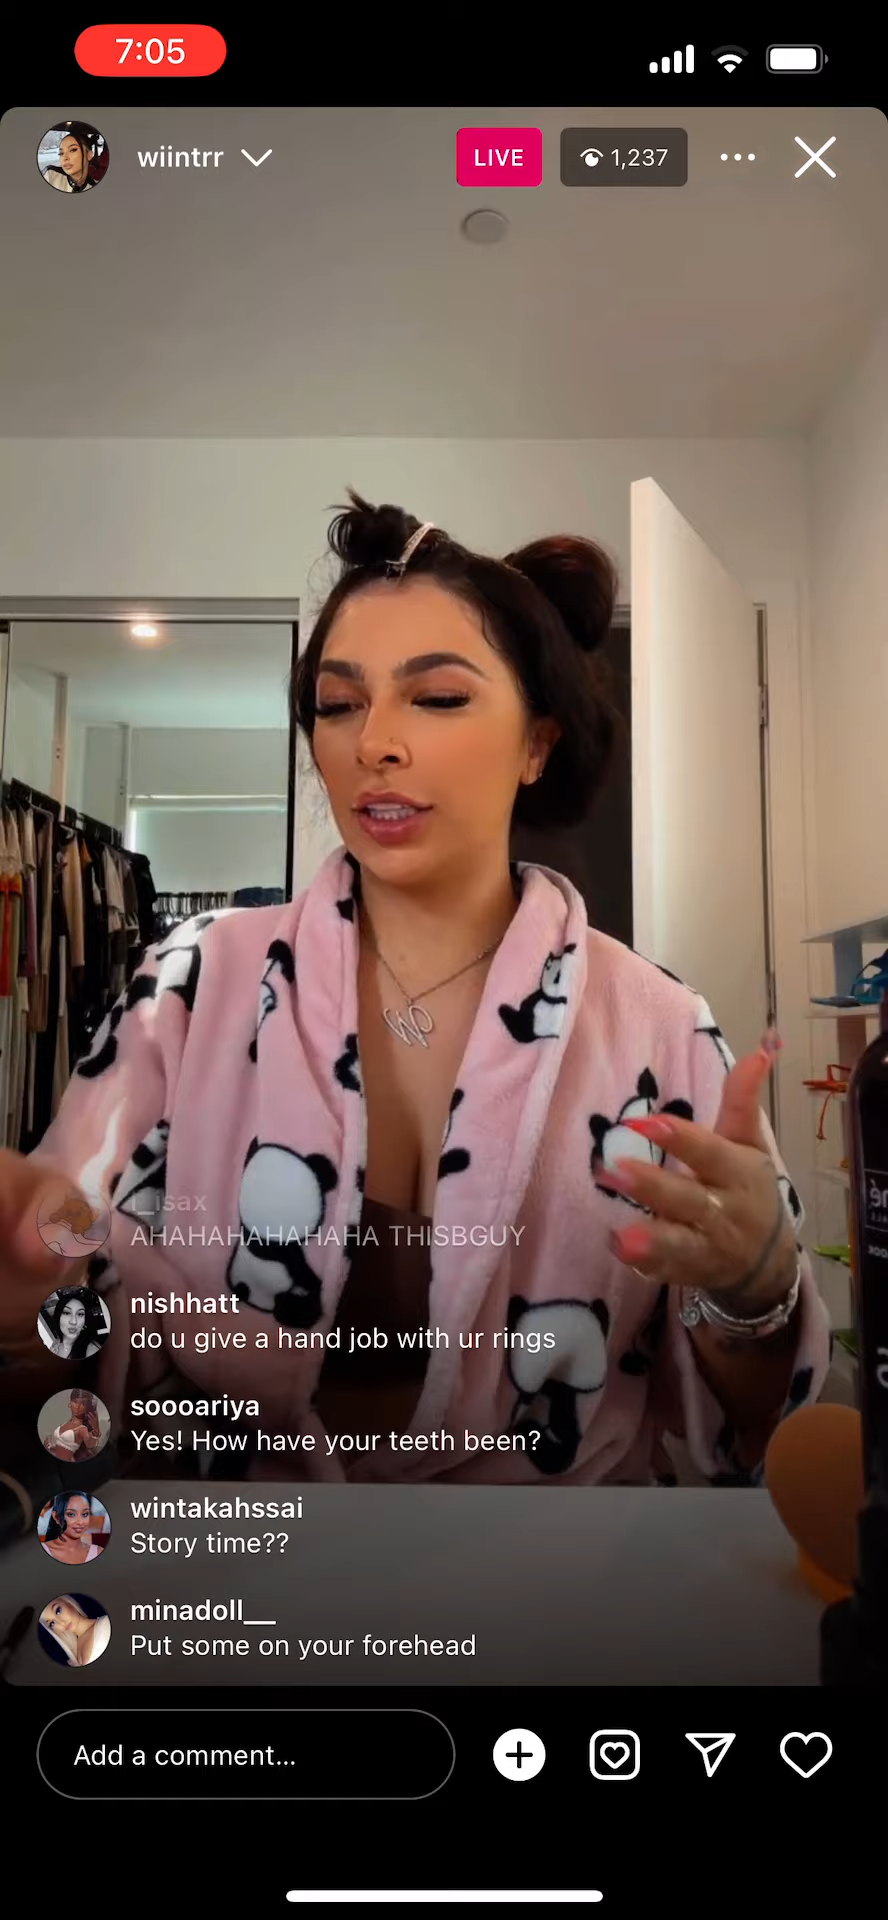 7:05
wiintrr
LIVE
1,237
i_isax
AHAHAHAHAHAHA THISBGUY
nishhatt
do u give a hand job with ur rings
soooariya
Yes! How have your teeth been?
wintakahssai
Story time??
minadoll__
Put some on your forehead
Add a comment...